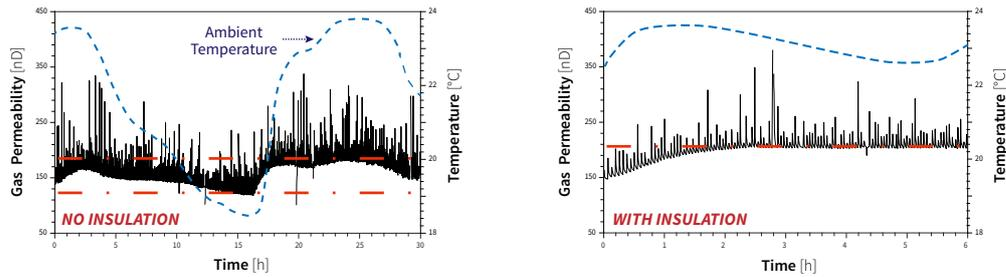 450
350
250
150
50
Gas Permeability [nD]
24
22
20
18
Temperature [°C]
Ambient
Temperature
NO INSULATION
0 5 10 15 20 25 30
Time [h]
450
350
250
150
50
Gas Permeability [nD]
24
22
20
18
Temperature [°C]
WITH INSULATION
0 1 2 3 4 5 6
Time [h]